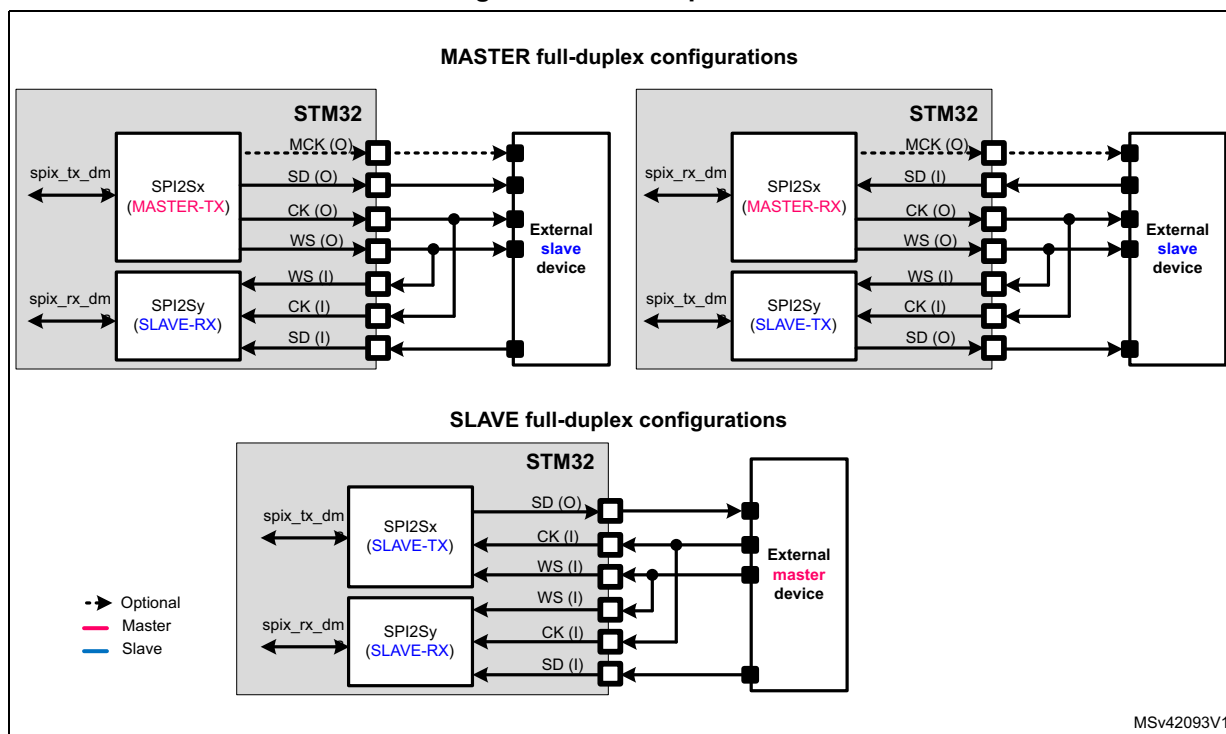 MASTER full-duplex configurations
STM32
MCK (O)
spix_tx_dm
SD (O)
SPI2Sx
(MASTER-TX)
CK (O)
WS (O)
WS (I)
spix_rx_dm
SPI2Sy
(SLAVE-RX)
CK (I)
SD (I)
External
slave
device
STM32
MCK (O)
spix_rx_dm
SD (I)
SPI2Sx
(MASTER-RX)
CK (O)
WS (O)
WS (I)
spix_tx_dm
SPI2Sy
(SLAVE-TX)
CK (I)
SD (O)
External
slave
device
SLAVE full-duplex configurations
STM32
SD (O)
spix_tx_dm
SPI2Sx
(SLAVE-TX)
CK (I)
WS (I)
WS (I)
spix_rx_dm
SPI2Sy
(SLAVE-RX)
CK (I)
SD (I)
External
master
device
Optional
Master
Slave
MSv42093V1